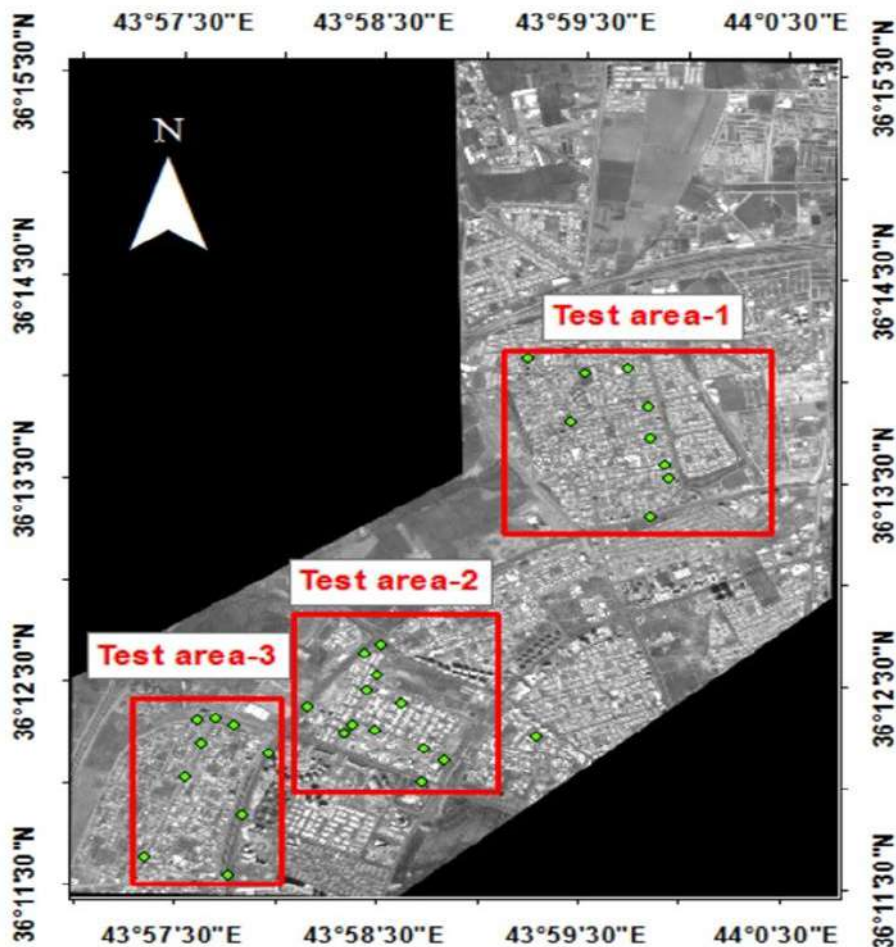 43°57'30"E 43°58'30"E 43°59'30"E 44°0'30"E
36°15'30"N 36°15'30"N
N
36°14'30"N 36°14'30"N
Test area-1
36°13'30"N 36°13'30"N
Test area-2
Test area-3
36°12'30"N 36°12'30"N
36°11'30"N 36°11'30"N
43°57'30"E 43°58'30"E 43°59'30"E 44°0'30"E